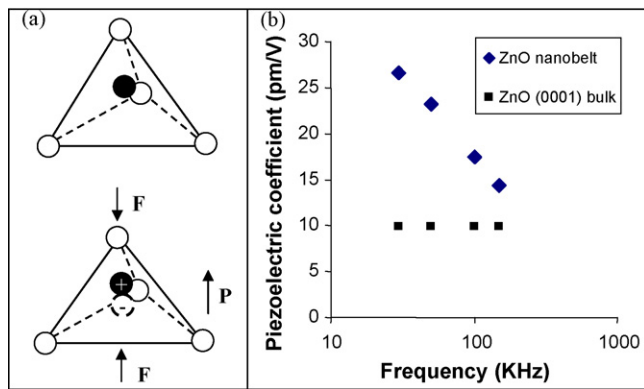 (a)
F
+
-
P
F
(b)
Piezoelectric coefficient (pm/V)
30
25
20
15
10
5
0
ZnO nanobelt
ZnO (0001) bulk
10
100
1000
Frequency (KHz)